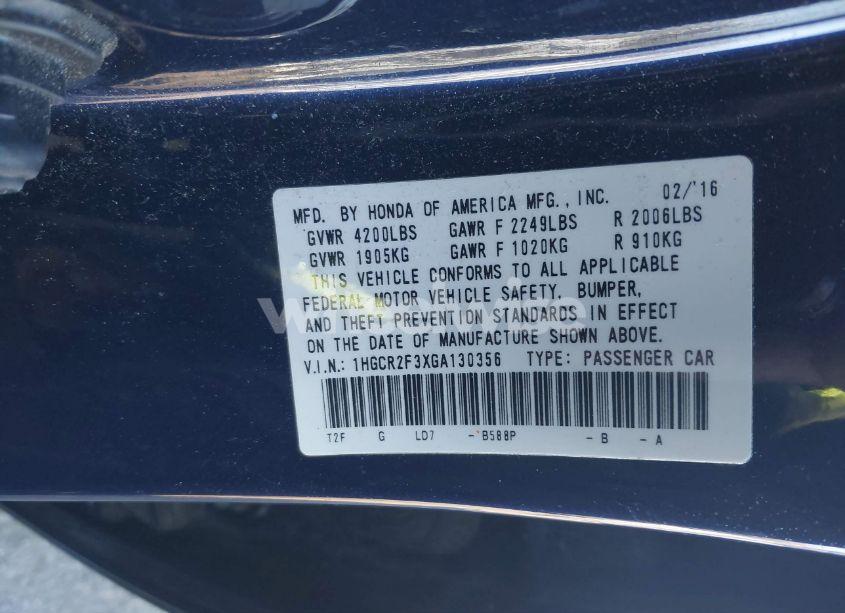 MFD. BY HONDA OF AMERICA MFG., INC. 02/'16
GVWR 4200LBS GAWR F 2249LBS R 2006LBS
GVWR 1905KG GAWR F 1020KG R 910KG
THIS VEHICLE CONFORMS TO ALL APPLICABLE
FEDERAL MOTOR VEHICLE SAFETY, BUMPER,
AND THEFT PREVENTION STANDARDS IN EFFECT
ON THE DATE OF MANUFACTURE SHOWN ABOVE.
V.I.N.: 1HGCR2F3XGA130356 TYPE: PASSENGER CAR
T2F G LD7 - B588P - B - A